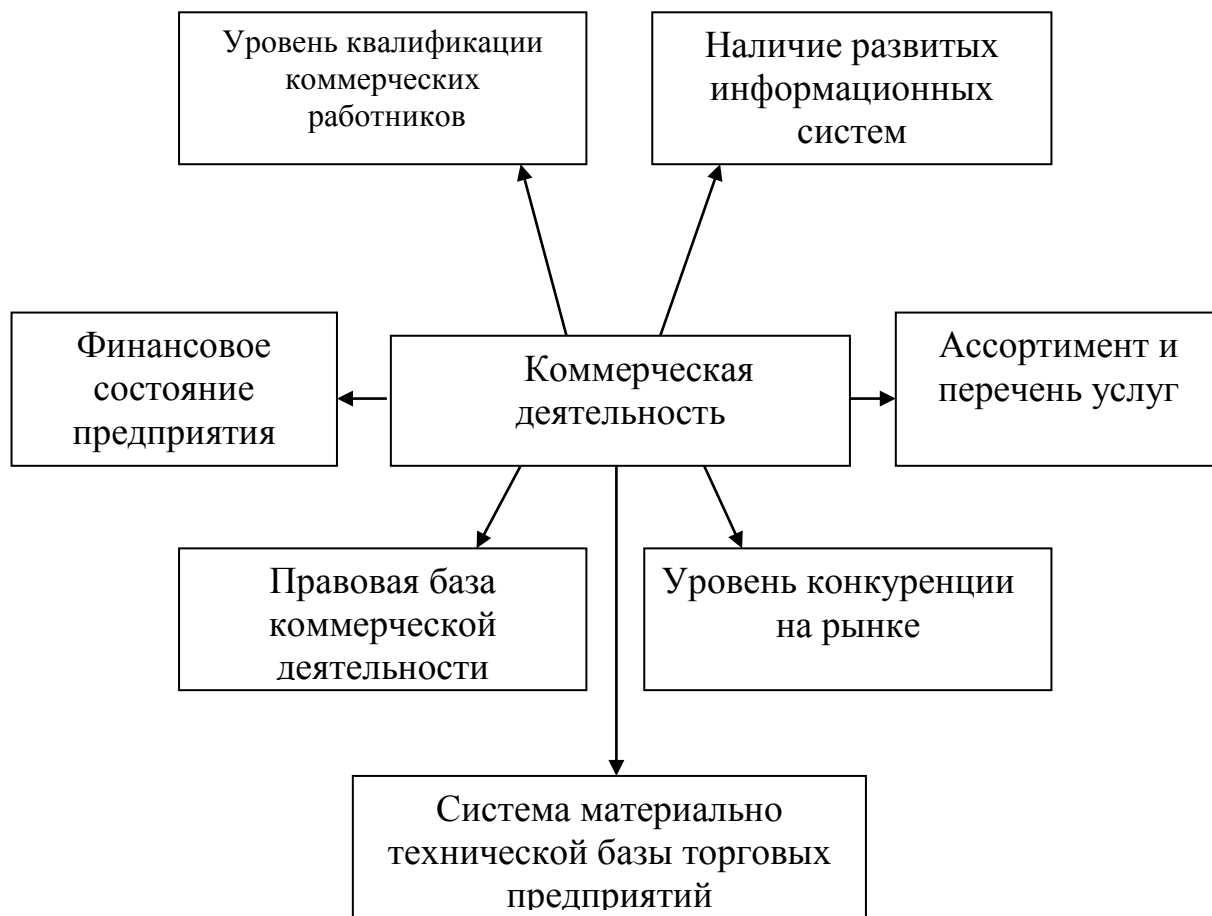 Уровень квалификации
коммерческих
работников
Наличие развитых
информационных
систем
Финансовое
состояние
предприятия
Коммерческая
деятельность
Ассортимент и
перечень услуг
Правовая база
коммерческой
деятельности
Уровень конкуренции
на рынке
Система материально
технической базы торговых
предприятий